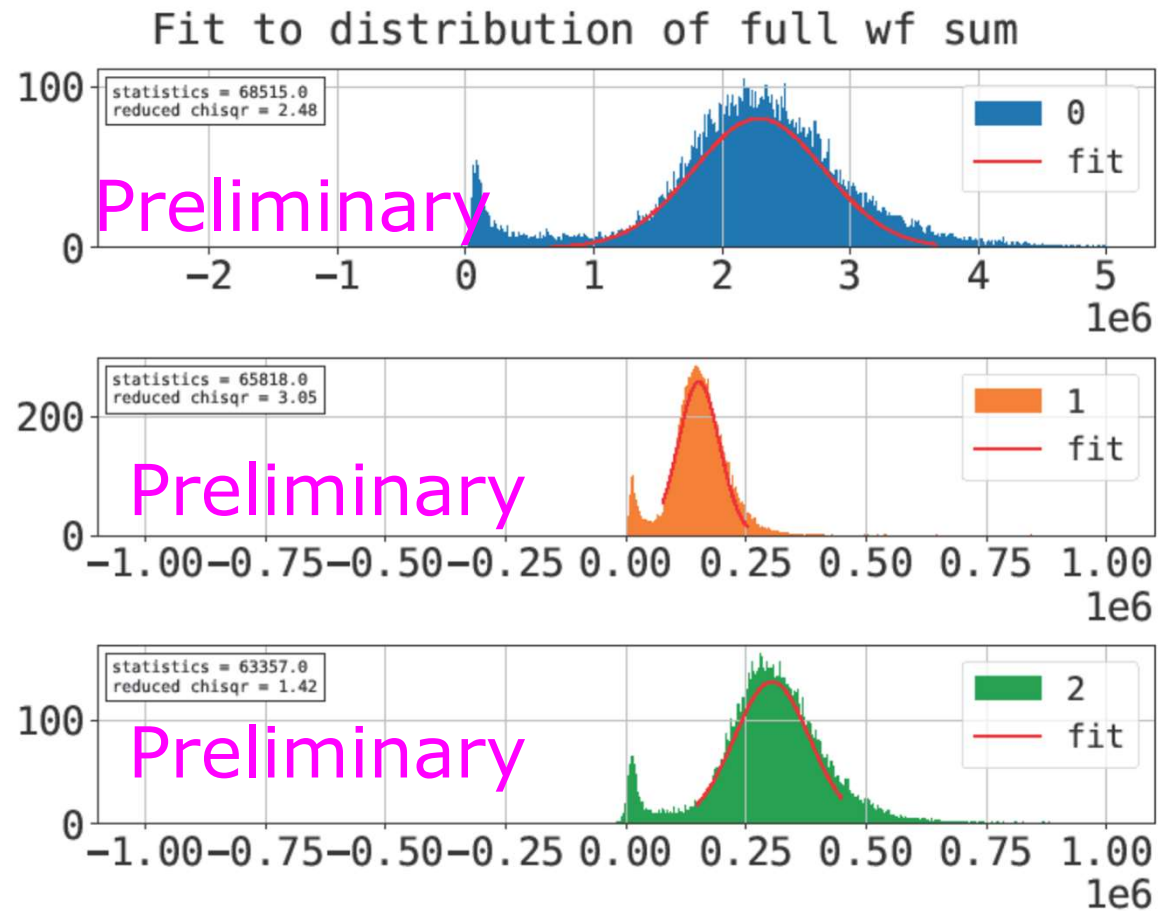 Fit to distribution of full wf sum
100
statistics = 68515.0
reduced chisqr = 2.48
0
fit
Preliminary
0
−2 −1 0 1 2 3 4 5
1e6
statistics = 65818.0
reduced chisqr = 3.05
1
200
fit
Preliminary
0
−1.00 −0.75 −0.50 −0.25 0.00 0.25 0.50 0.75 1.00
1e6
statistics = 63357.0
reduced chisqr = 1.42
2
100
fit
Preliminary
0
−1.00 −0.75 −0.50 −0.25 0.00 0.25 0.50 0.75 1.00
1e6